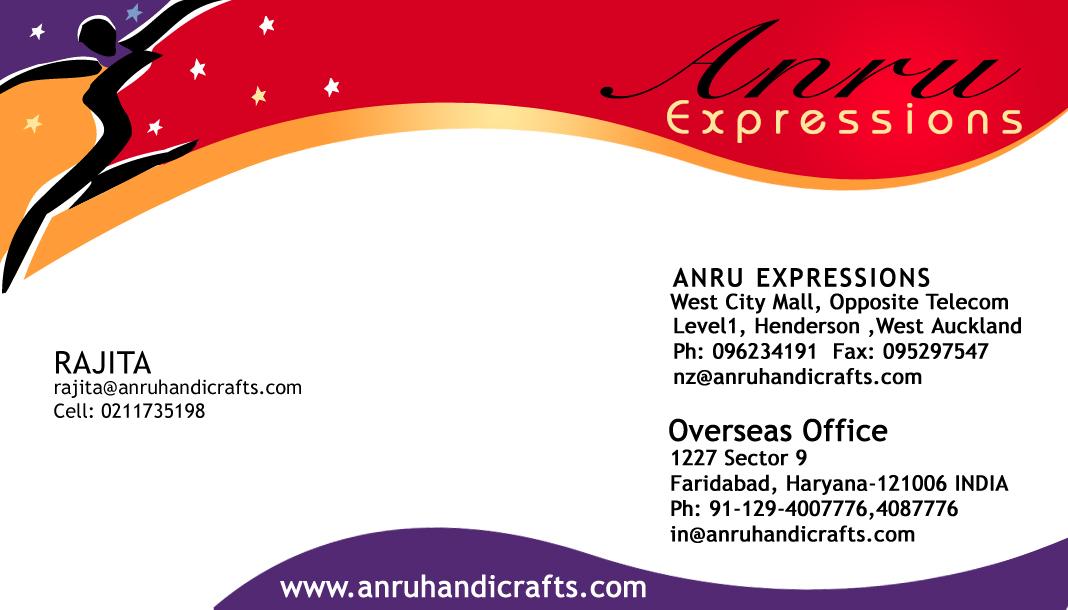 Anru
Expressions
RAJITA
rajita@anruhandicrafts.com
Cell: 0211735198
ANRU EXPRESSIONS
West City Mall, Opposite Telecom
Level1, Henderson ,West Auckland
Ph: 096234191 Fax: 095297547
nz@anruhandicrafts.com
Overseas Office
1227 Sector 9
Faridabad, Haryana-121006 INDIA
Ph: 91-129-4007776,4087776
in@anruhandicrafts.com
www.anruhandicrafts.com